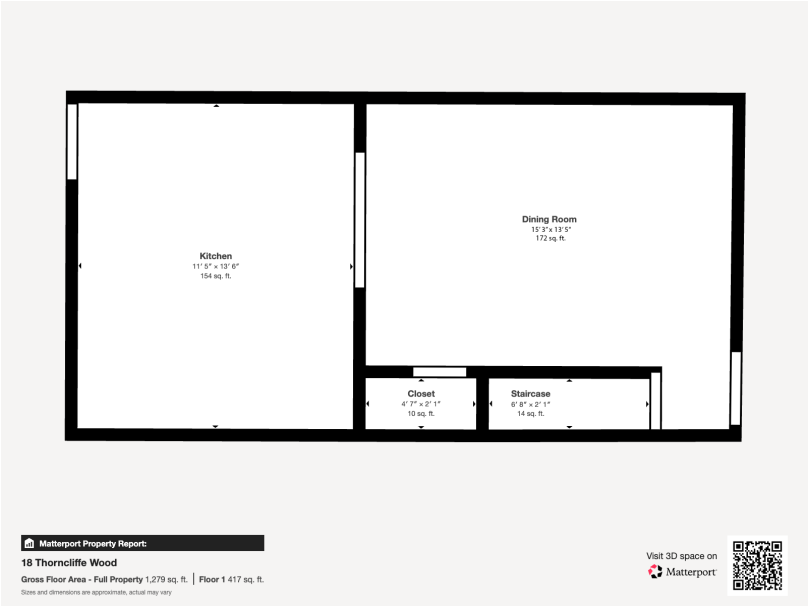 Dining Room
15'3"x 13'5"
172 sq. ft.
Kitchen
11' 5" × 13' 6"
154 sq. ft.
Closet
4' 7" × 2' 1"
10 sq. ft.
Staircase
6' 8" × 2' 1"
14 sq. ft.
Matterport Property Report:
18 Thorncliffe Wood
Gross Floor Area - Full Property 1,279 sq. ft. | Floor 1 417 sq. ft.
Sizes and dimensions are approximate, actual may vary
Visit 3D space on
Matterport